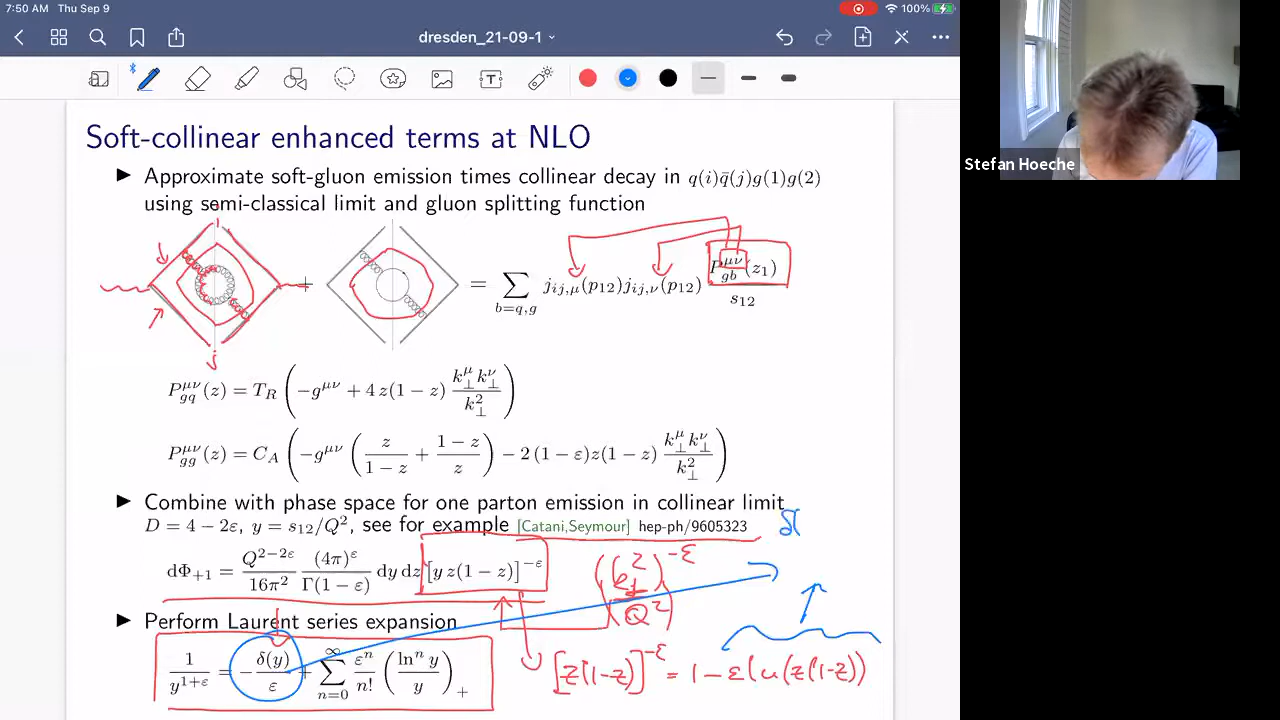 7:50 AM Thu Sep 9
100%
dresden_21-09-1
Stefan Hoeche
Soft-collinear enhanced terms at NLO
▶ Approximate soft-gluon emission times collinear decay in q(i)q̄(j)g(1)g(2)
using semi-classical limit and gluon splitting function
i
j
+ = ∑_{b=q,g} j_{ij,μ}(p_{12}) j_{ij,ν}(p_{12}) P^{μν}_{gb}(z_1) / s_{12}
P^{μν}_{gq}(z) = T_R ( −g^{μν} + 4 z(1 − z) k^μ_⊥ k^ν_⊥ / k^2_⊥ )
P^{μν}_{gg}(z) = C_A ( −g^{μν} ( z/(1 − z) + (1 − z)/z ) − 2 (1 − ε)z(1 − z) k^μ_⊥ k^ν_⊥ / k^2_⊥ )
▶ Combine with phase space for one parton emission in collinear limit
D = 4 − 2ε, y = s_{12}/Q^2, see for example [Catani,Seymour] hep-ph/9605323
dΦ_{+1} = Q^{2−2ε}/16π^2 (4π)^ε/Γ(1 − ε) dy dz [y z(1 − z)]^{−ε}
(k_⊥^2 / Q^2)^{−ε}
▶ Perform Laurent series expansion
1/y^{1+ε} = −δ(y)/ε + ∑_{n=0}^{∞} ε^n/n! (ln^n y / y)_+
[z(1−z)]^{−ε} = 1 − ε ln(z(1−z))